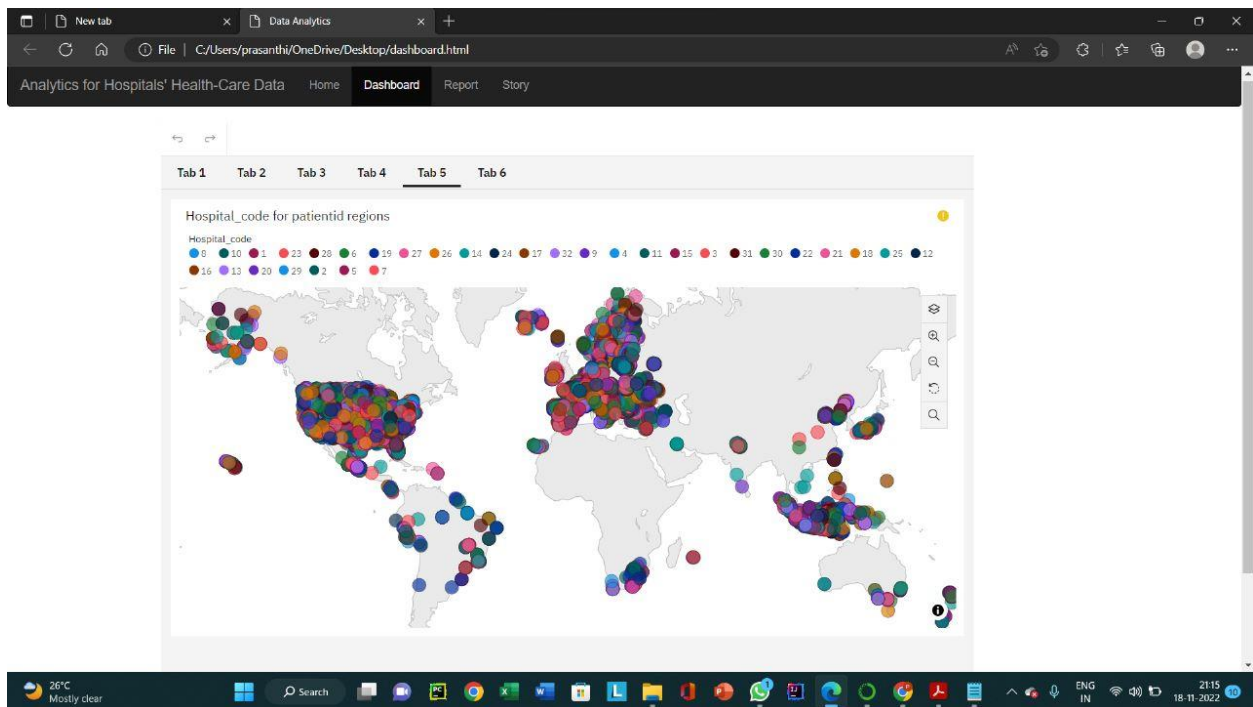 New tab
Data Analytics
File | C:/Users/prasanthi/OneDrive/Desktop/dashboard.html
Analytics for Hospitals' Health-Care Data Home Dashboard Report Story
Tab 1 Tab 2 Tab 3 Tab 4 Tab 5 Tab 6
Hospital_code for patientid regions
Hospital_code
8 10 1 23 28 6 19 27 26 14 24 17 32 9 4 11 15 3 31 30 22 21 18 25 12
16 13 20 29 2 5 7
26°C
Mostly clear
Search
ENG
IN
21:15
18-11-2022
10